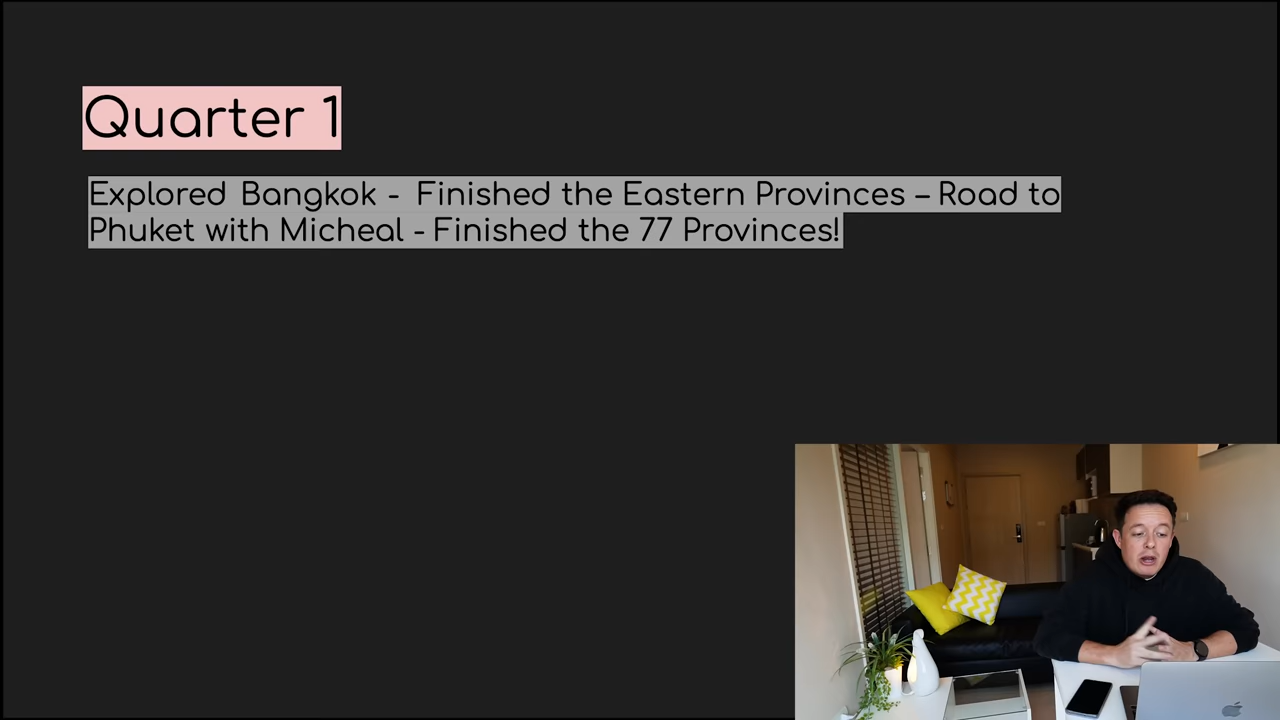 Quarter 1
Explored Bangkok - Finished the Eastern Provinces – Road to
Phuket with Micheal - Finished the 77 Provinces!